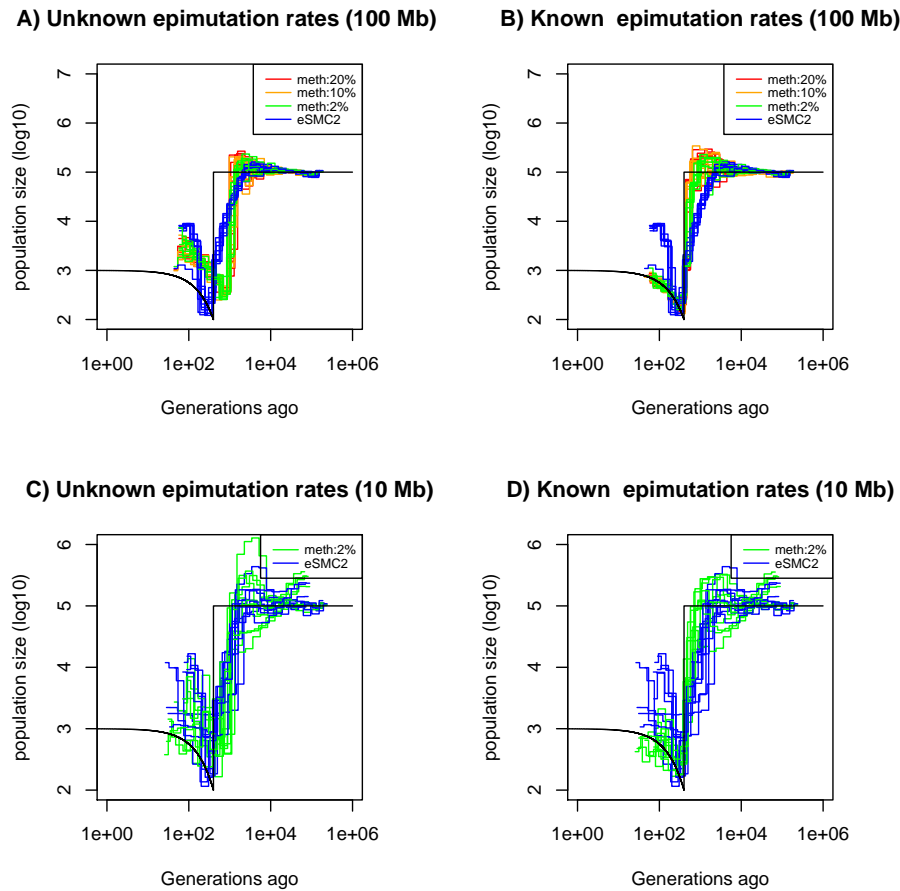 A) Unknown epimutation rates (100 Mb)
population size (log10)
7
6
5
4
3
2
meth:20%
meth:10%
meth:2%
eSMC2
1e+00
1e+02
1e+04
1e+06
Generations ago
B) Known  epimutation rates (100 Mb)
population size (log10)
7
6
5
4
3
2
meth:20%
meth:10%
meth:2%
eSMC2
1e+00
1e+02
1e+04
1e+06
Generations ago
C) Unknown epimutation rates (10 Mb)
population size (log10)
6
5
4
3
2
meth:2%
eSMC2
1e+00
1e+02
1e+04
1e+06
Generations ago
D) Known  epimutation rates (10 Mb)
population size (log10)
6
5
4
3
2
meth:2%
eSMC2
1e+00
1e+02
1e+04
1e+06
Generations ago